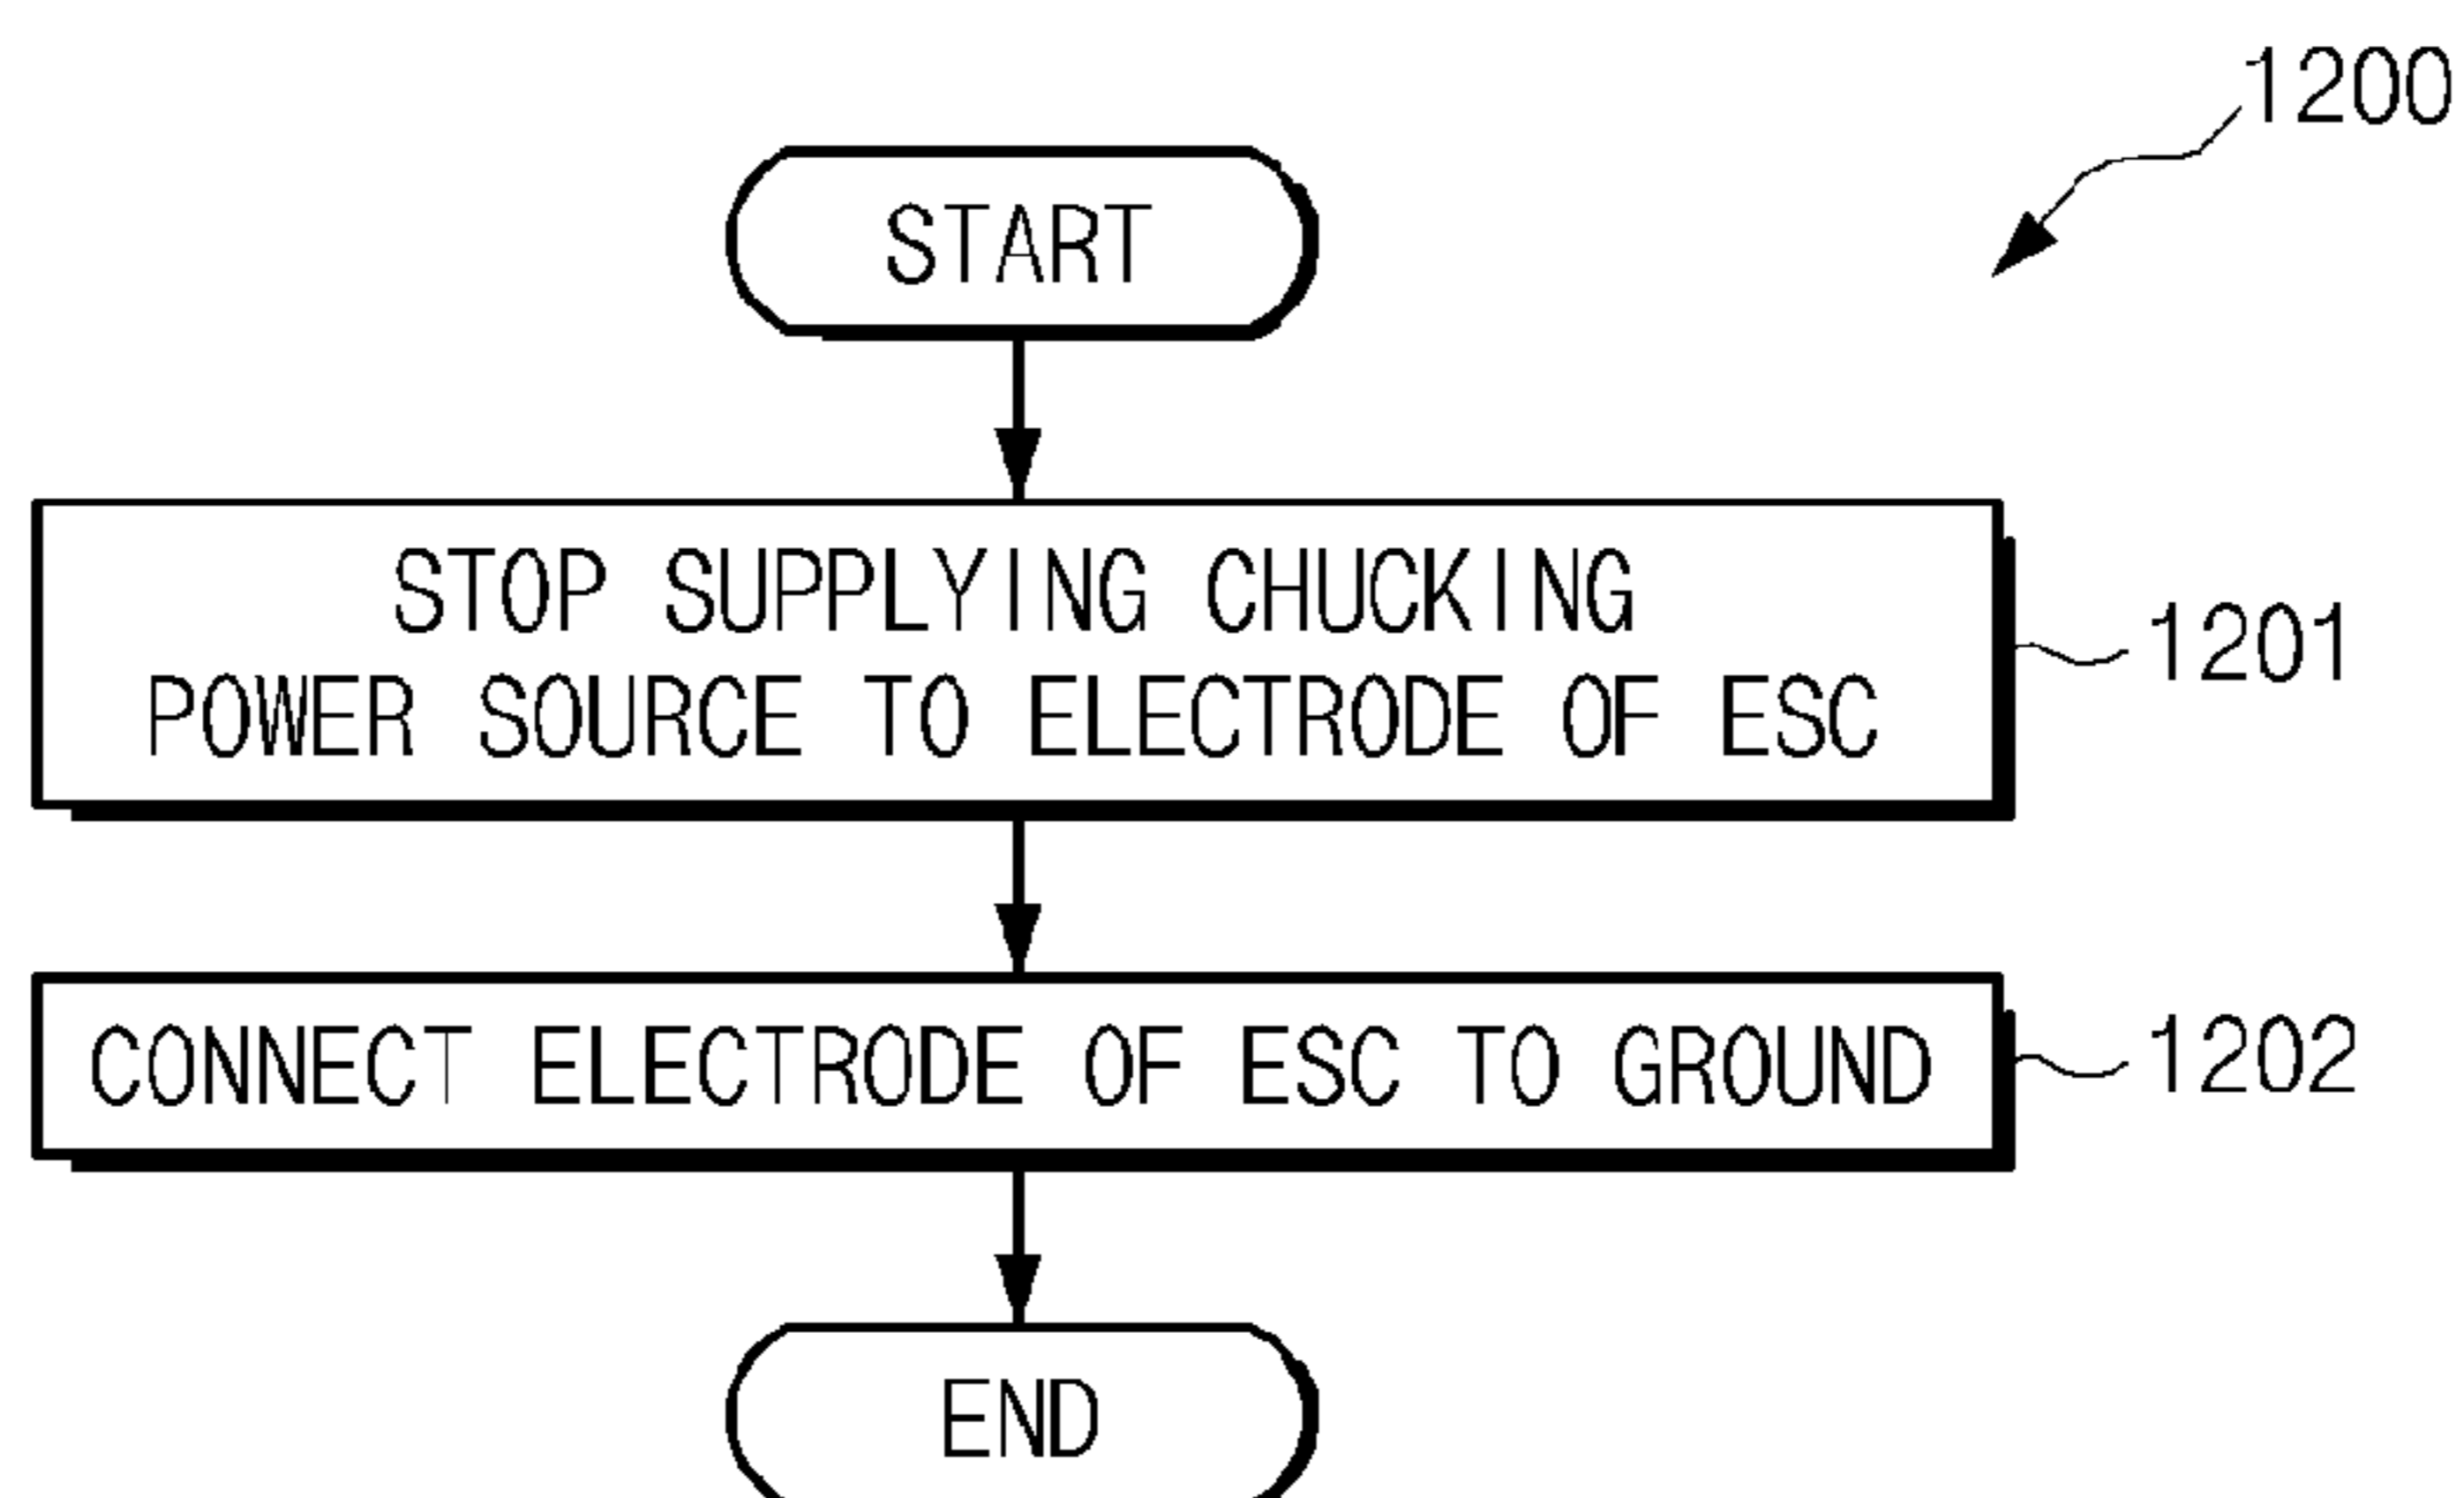 1200
START
STOP SUPPLYING CHUCKING
POWER SOURCE TO ELECTRODE OF ESC
1201
CONNECT ELECTRODE OF ESC TO GROUND
1202
END